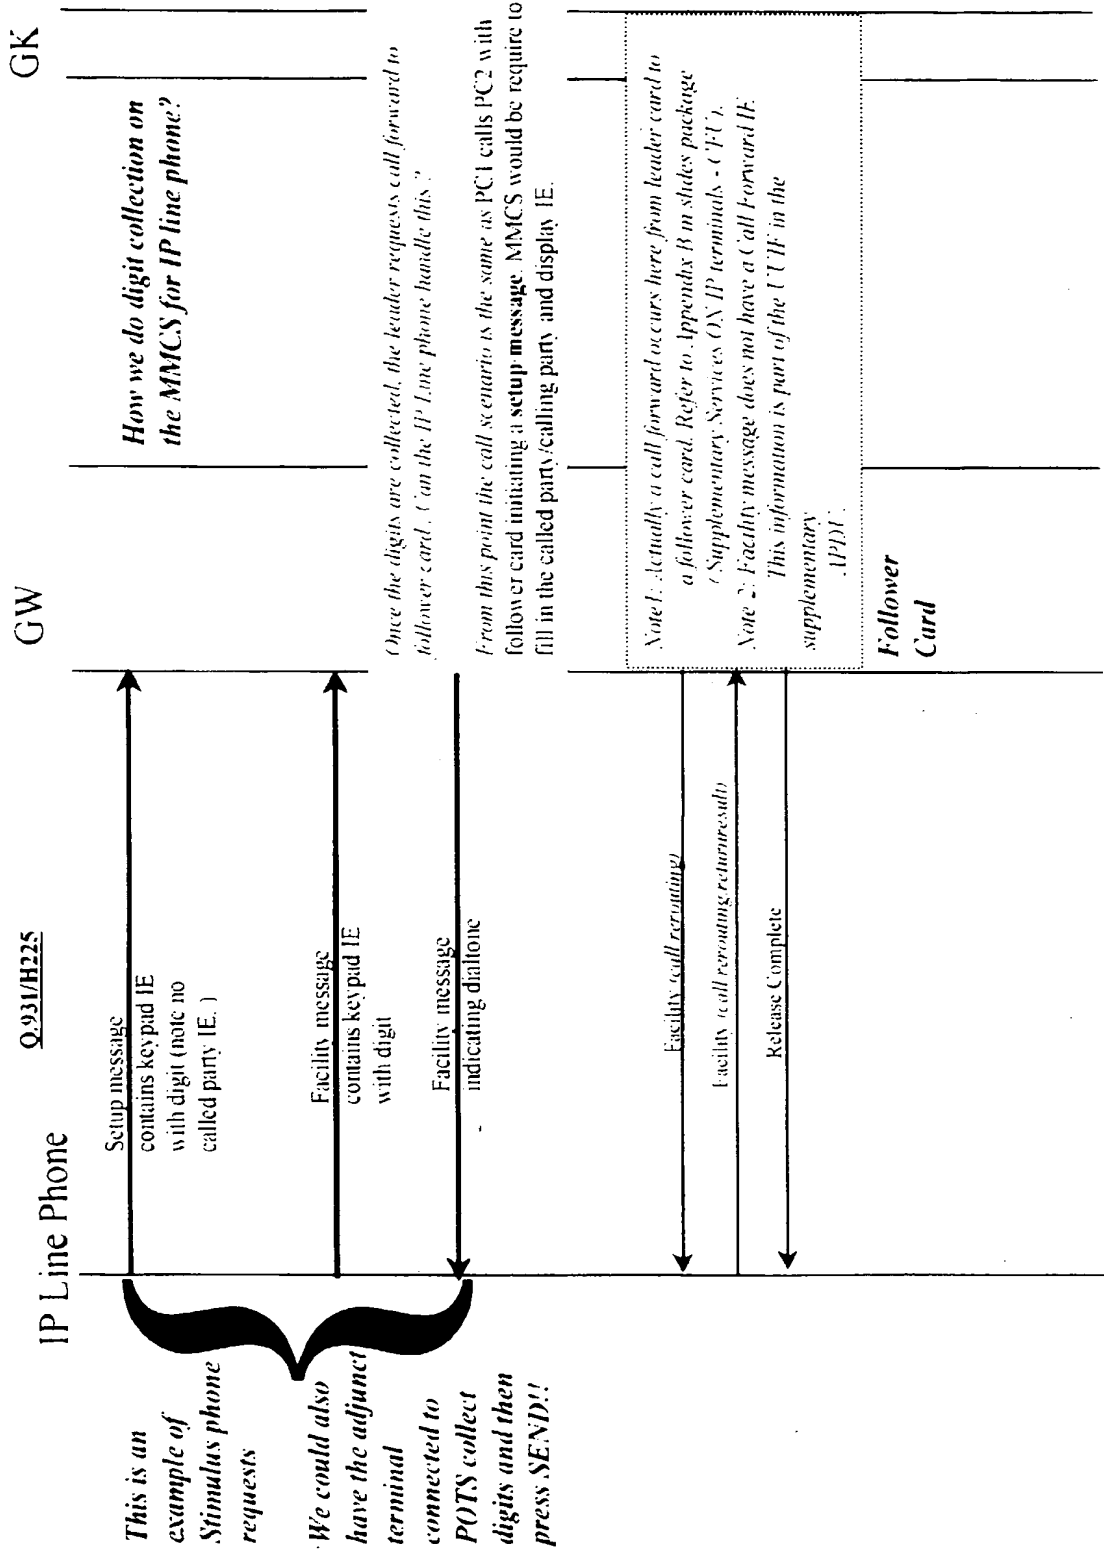 IP Line Phone
Q.931/H225
GW
GK
This is an
example of
Stimulus phone
requests
We could also
have the adjunct
terminal
connected to
POTS collect
digits and then
press SEND!!
Setup message
contains keypad IE
with digit (note no
called party IE. )
Facility message
contains keypad IE
with digit
Facility message
indicating dialtone
How we do digit collection on
the MMCS for IP line phone?
Once the digits are collected, the leader requests call forward to
follower card. Can the IP Line phone handle this?
From this point the call scenario is the same as PC1 calls PC2 with
follower card initiating a setup message. MMCS would be require to
fill in the called party/calling party and display IE.
Facility (call rerouting)
Facility (call rerouting.returnresult)
Release Complete
Note1: Actually a call forward occurs here from leader card to
a follower card. Refer to Appendix B in slides package
(Supplementary Services ON IP terminals - CFU).
Note 2: Facility message does not have a Call Forward IE
This information is part of the UUIE in the
supplementary
APDU.
Follower
Card